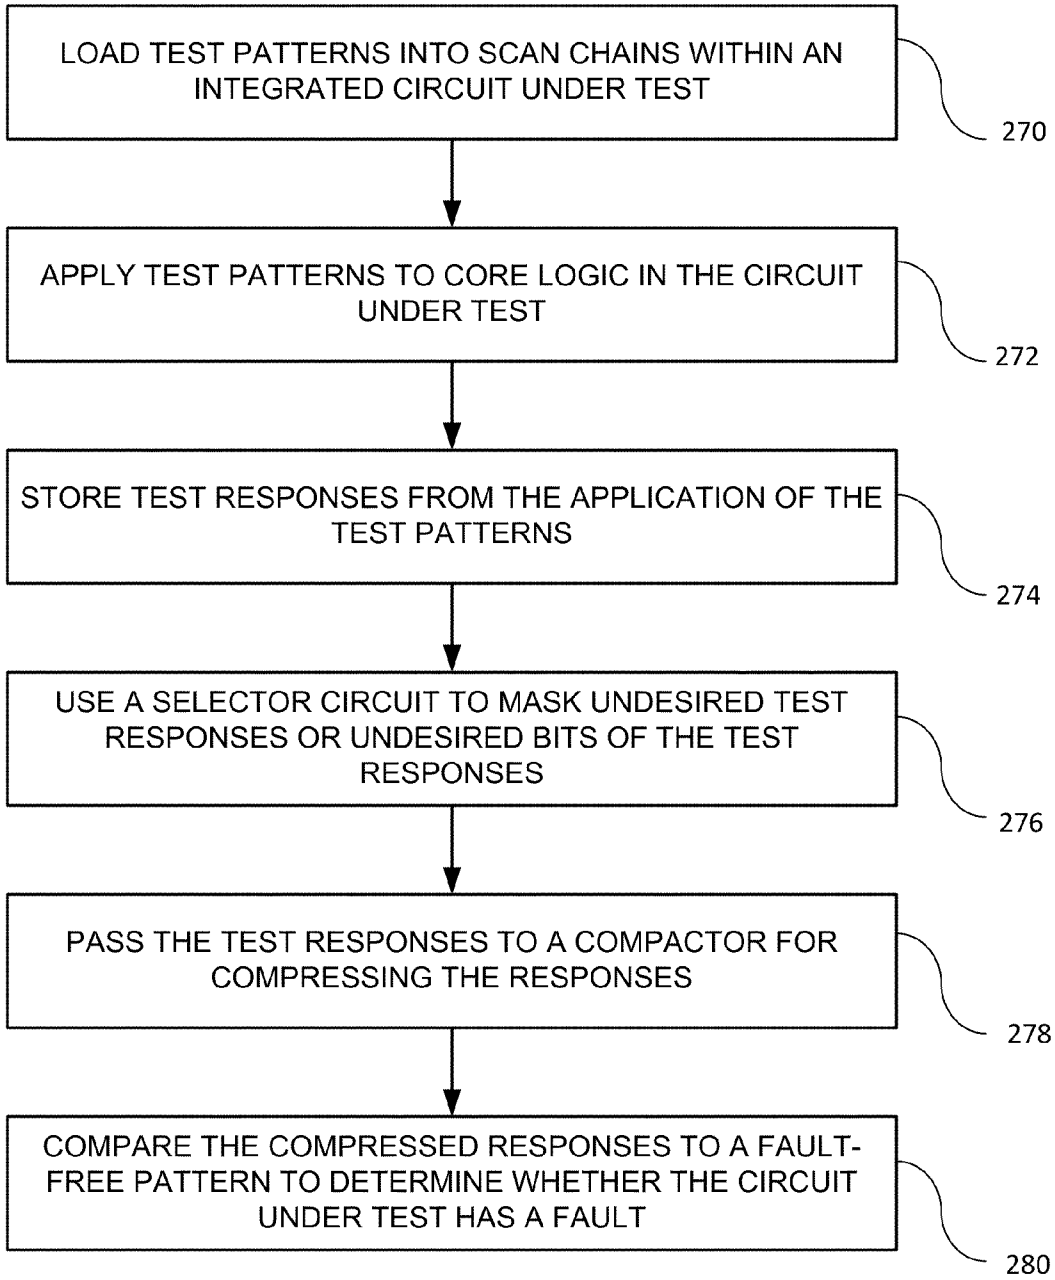 LOAD TEST PATTERNS INTO SCAN CHAINS WITHIN AN
INTEGRATED CIRCUIT UNDER TEST
270
APPLY TEST PATTERNS TO CORE LOGIC IN THE CIRCUIT
UNDER TEST
272
STORE TEST RESPONSES FROM THE APPLICATION OF THE
TEST PATTERNS
274
USE A SELECTOR CIRCUIT TO MASK UNDESIRED TEST
RESPONSES OR UNDESIRED BITS OF THE TEST
RESPONSES
276
PASS THE TEST RESPONSES TO A COMPACTOR FOR
COMPRESSING THE RESPONSES
278
COMPARE THE COMPRESSED RESPONSES TO A FAULT-
FREE PATTERN TO DETERMINE WHETHER THE CIRCUIT
UNDER TEST HAS A FAULT
280